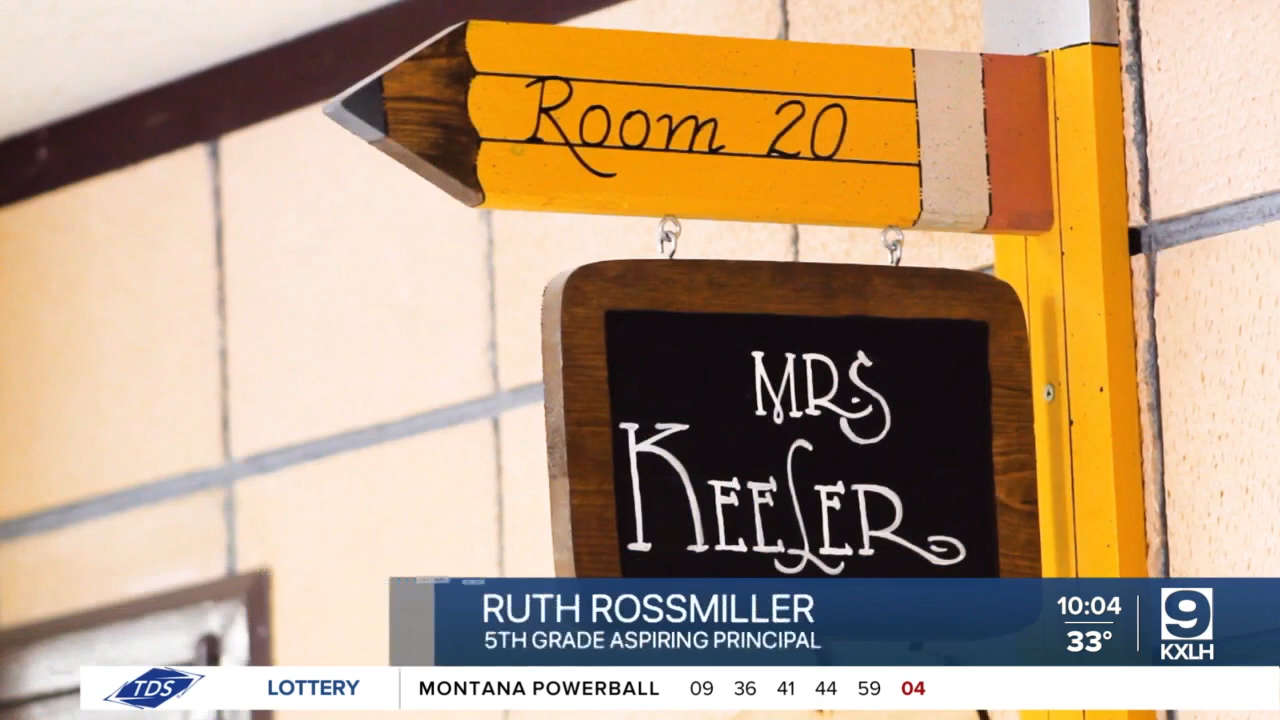 Room 20
MRS
KEELER
RUTH ROSSMILLER
5TH GRADE ASPIRING PRINCIPAL
10:04
33°
9
KXLH
TDS
LOTTERY
MONTANA POWERBALL 09 36 41 44 59 04